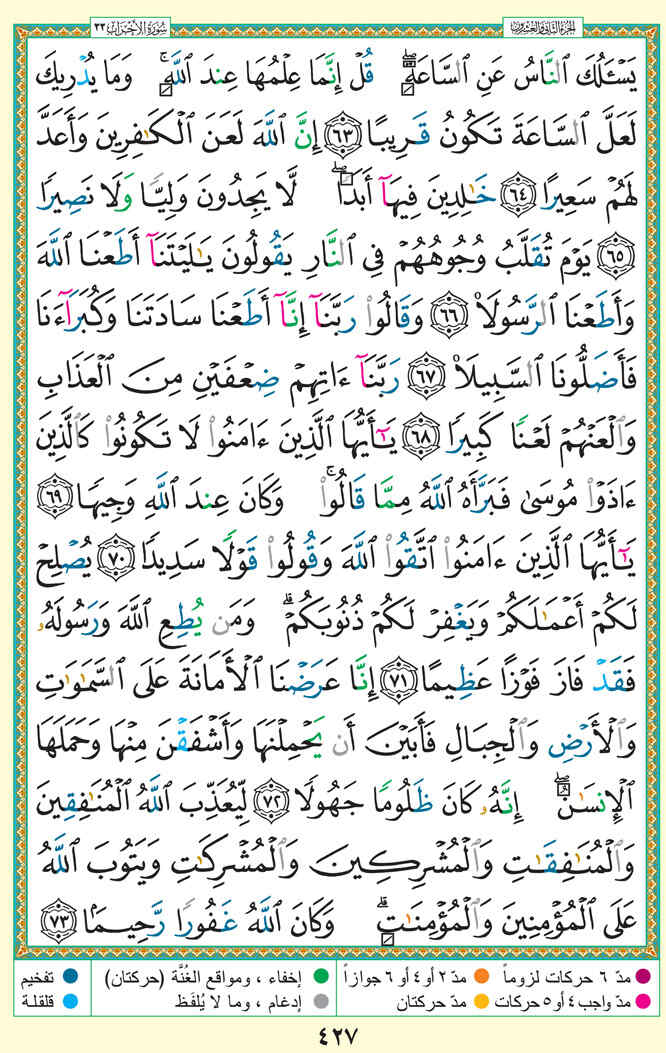 سُورَةُ الأَحْزَاب ٣٣
الجزء الثاني والعشرون
يَسْـَٔلُكَ ٱلنَّاسُ عَنِ ٱلسَّاعَةِ ۖ قُلْ إِنَّمَا عِلْمُهَا عِندَ ٱللَّهِ ۚ وَمَا يُدْرِيكَ
لَعَلَّ ٱلسَّاعَةَ تَكُونُ قَرِيبًا ﴿٦٣﴾ إِنَّ ٱللَّهَ لَعَنَ ٱلْكَـٰفِرِينَ وَأَعَدَّ
لَهُمْ سَعِيرًا ﴿٦٤﴾ خَـٰلِدِينَ فِيهَآ أَبَدًا ۖ لَّا يَجِدُونَ وَلِيًّا وَلَا نَصِيرًا
﴿٦٥﴾ يَوْمَ تُقَلَّبُ وُجُوهُهُمْ فِى ٱلنَّارِ يَقُولُونَ يَـٰلَيْتَنَآ أَطَعْنَا ٱللَّهَ
وَأَطَعْنَا ٱلرَّسُولَا۠ ﴿٦٦﴾ وَقَالُوا۟ رَبَّنَآ إِنَّآ أَطَعْنَا سَادَتَنَا وَكُبَرَآءَنَا
فَأَضَلُّونَا ٱلسَّبِيلَا۠ ﴿٦٧﴾ رَبَّنَآ ءَاتِهِمْ ضِعْفَيْنِ مِنَ ٱلْعَذَابِ
وَٱلْعَنْهُمْ لَعْنًا كَبِيرًا ﴿٦٨﴾ يَـٰٓأَيُّهَا ٱلَّذِينَ ءَامَنُوا۟ لَا تَكُونُوا۟ كَٱلَّذِينَ
ءَاذَوْا۟ مُوسَىٰ فَبَرَّأَهُ ٱللَّهُ مِمَّا قَالُوا۟ ۚ وَكَانَ عِندَ ٱللَّهِ وَجِيهًا ﴿٦٩﴾
يَـٰٓأَيُّهَا ٱلَّذِينَ ءَامَنُوا۟ ٱتَّقُوا۟ ٱللَّهَ وَقُولُوا۟ قَوْلًا سَدِيدًا ﴿٧٠﴾ يُصْلِحْ
لَكُمْ أَعْمَـٰلَكُمْ وَيَغْفِرْ لَكُمْ ذُنُوبَكُمْ ۗ وَمَن يُطِعِ ٱللَّهَ وَرَسُولَهُۥ
فَقَدْ فَازَ فَوْزًا عَظِيمًا ﴿٧١﴾ إِنَّا عَرَضْنَا ٱلْأَمَانَةَ عَلَى ٱلسَّمَـٰوَٰتِ
وَٱلْأَرْضِ وَٱلْجِبَالِ فَأَبَيْنَ أَن يَحْمِلْنَهَا وَأَشْفَقْنَ مِنْهَا وَحَمَلَهَا
ٱلْإِنسَـٰنُ ۖ إِنَّهُۥ كَانَ ظَلُومًا جَهُولًا ﴿٧٢﴾ لِّيُعَذِّبَ ٱللَّهُ ٱلْمُنَـٰفِقِينَ
وَٱلْمُنَـٰفِقَـٰتِ وَٱلْمُشْرِكِينَ وَٱلْمُشْرِكَـٰتِ وَيَتُوبَ ٱللَّهُ
عَلَى ٱلْمُؤْمِنِينَ وَٱلْمُؤْمِنَـٰتِ ۗ وَكَانَ ٱللَّهُ غَفُورًا رَّحِيمًۢا ﴿٧٣﴾
مدّ ٦ حركات لزوماً مدّ ٢ أو ٤ أو ٦ جوازاً إخفاء ، ومواقع الغُنَّة (حركتان) تفخيم
مدّ واجب ٤ أو ٥ حركات مدّ حركتان إدغام ، وما لا يُلفَظ قلقلة
٤٢٧